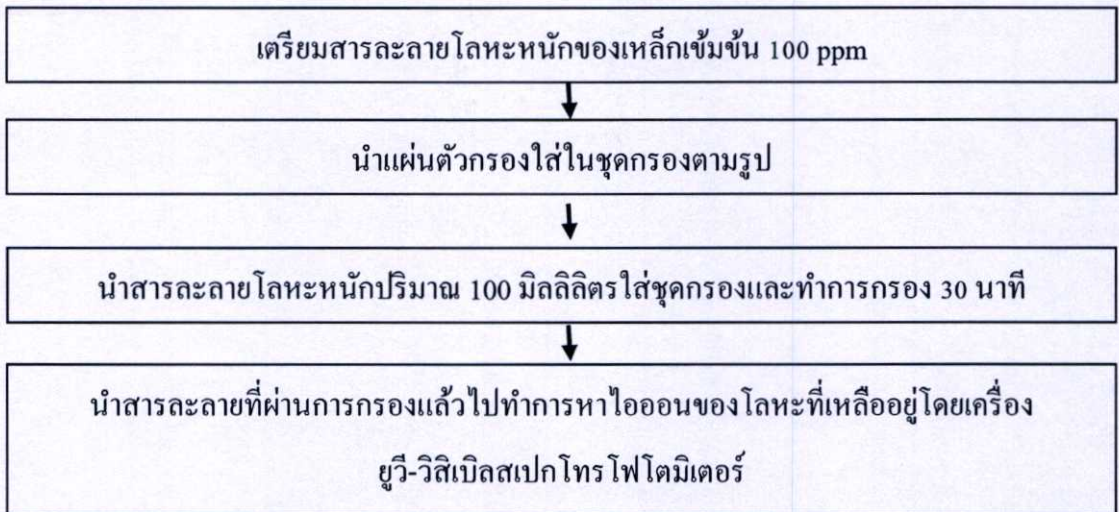 เตรียมสารละลายโลหะหนักของเหล็กเข้มข้น 100 ppm
นำแผ่นตัวกรองใส่ในชุดกรองตามรูป
นำสารละลายโลหะหนักปริมาณ 100 มิลลิลิตรใส่ชุดกรองและทำการกรอง 30 นาที
นำสารละลายที่ผ่านการกรองแล้วไปทำการหาไอออนของโลหะที่เหลืออยู่โดยเครื่อง
ยูวี-วิสิเบิลสเปกโทรโฟโตมิเตอร์